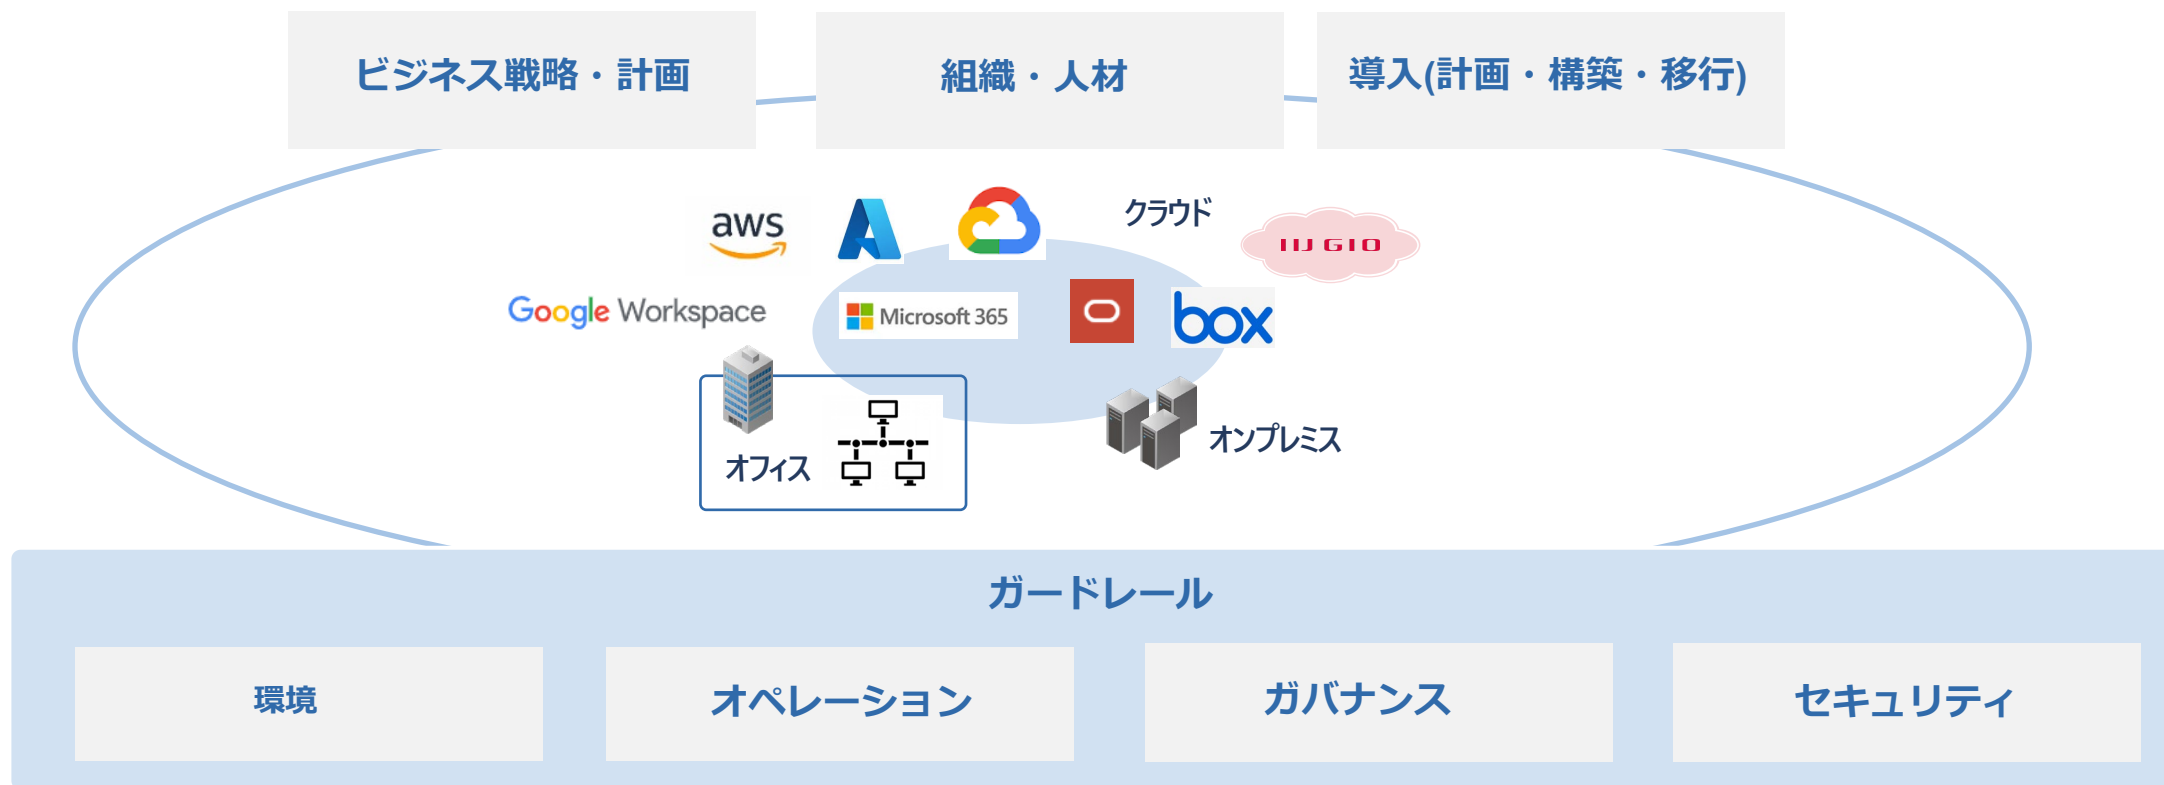 ビジネス戦略・計画
組織・人材
導入(計画・構築・移行)
aws
クラウド
IIJ GIO
Google Workspace
Microsoft 365
box
オフィス
オンプレミス
ガードレール
環境
オペレーション
ガバナンス
セキュリティ